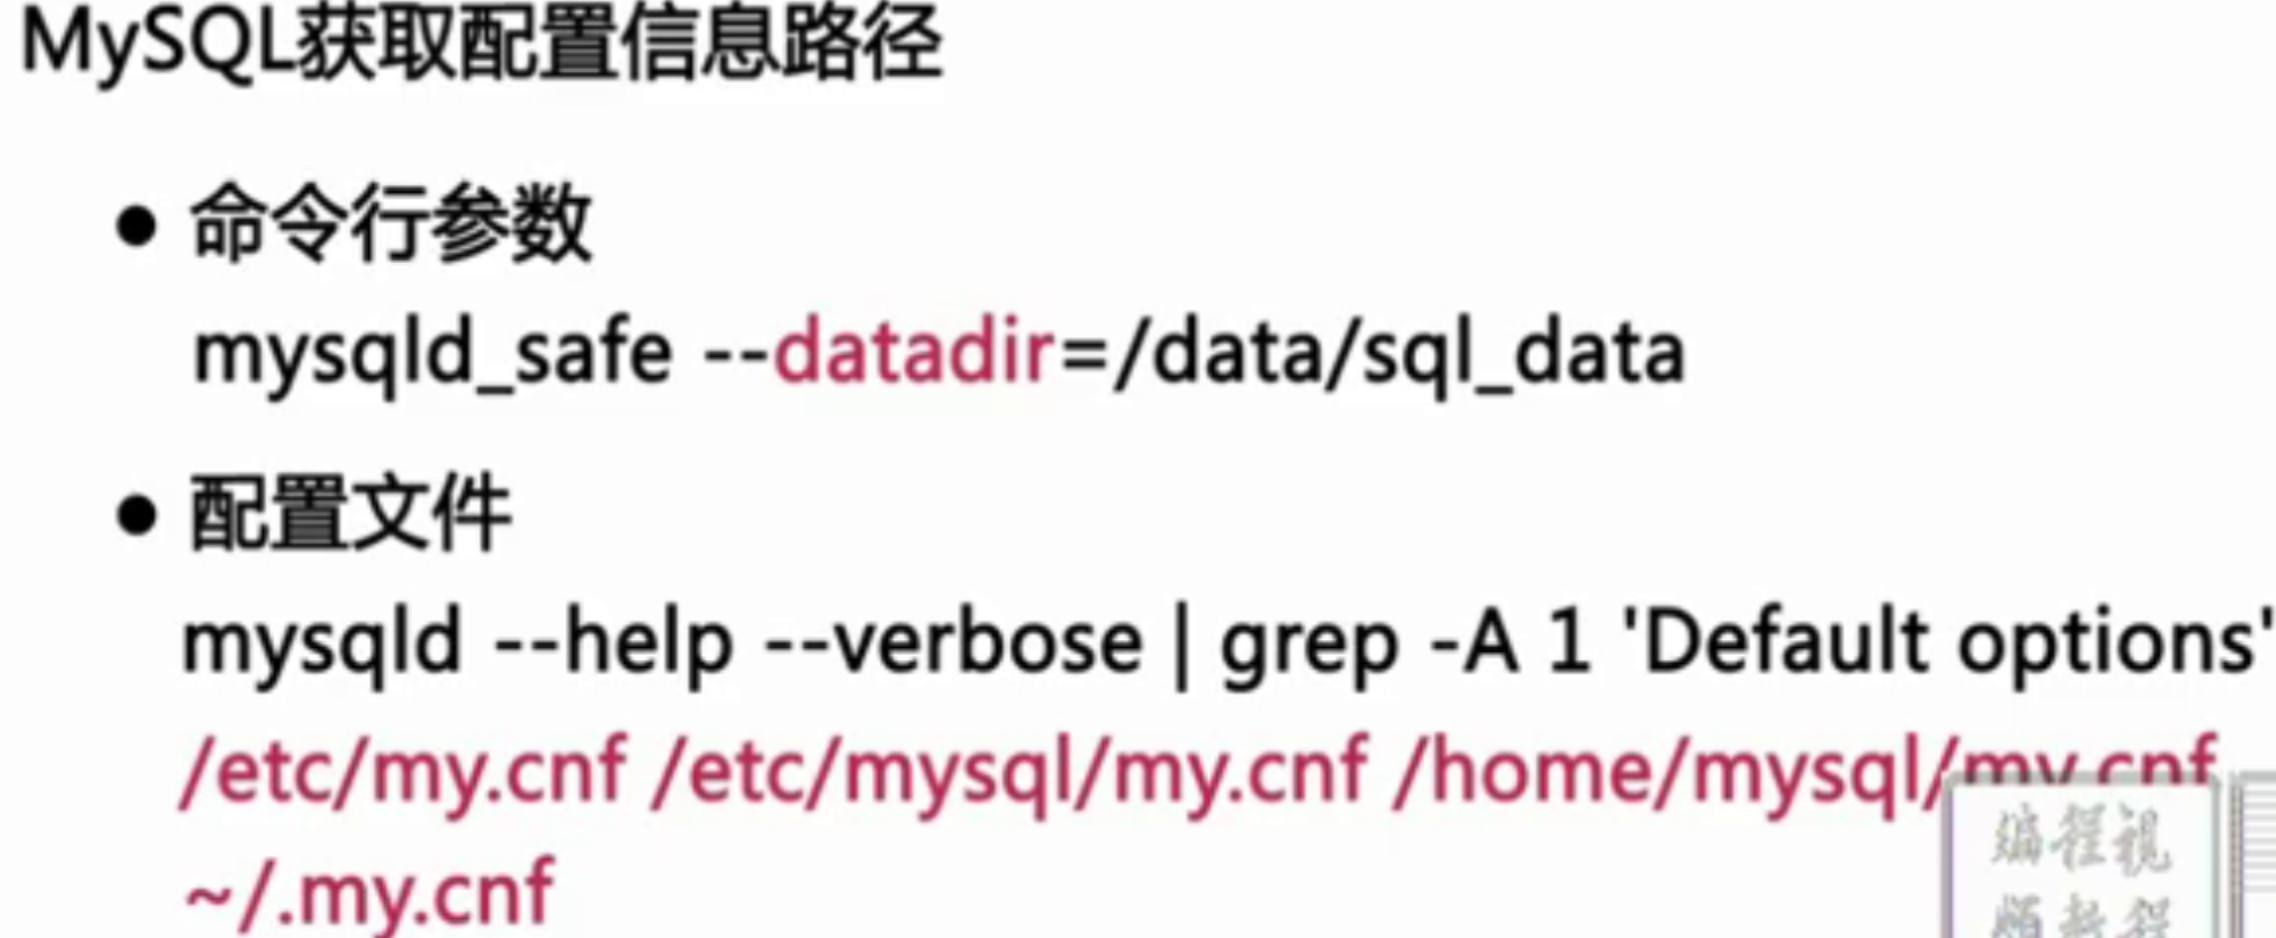 MySQL获取配置信息路径
● 命令行参数
mysqld_safe --datadir=/data/sql_data
● 配置文件
mysqld --help --verbose | grep -A 1 'Default options'
/etc/my.cnf /etc/mysql/my.cnf /home/mysql/my.cnf
~/.my.cnf
编程视
频教程